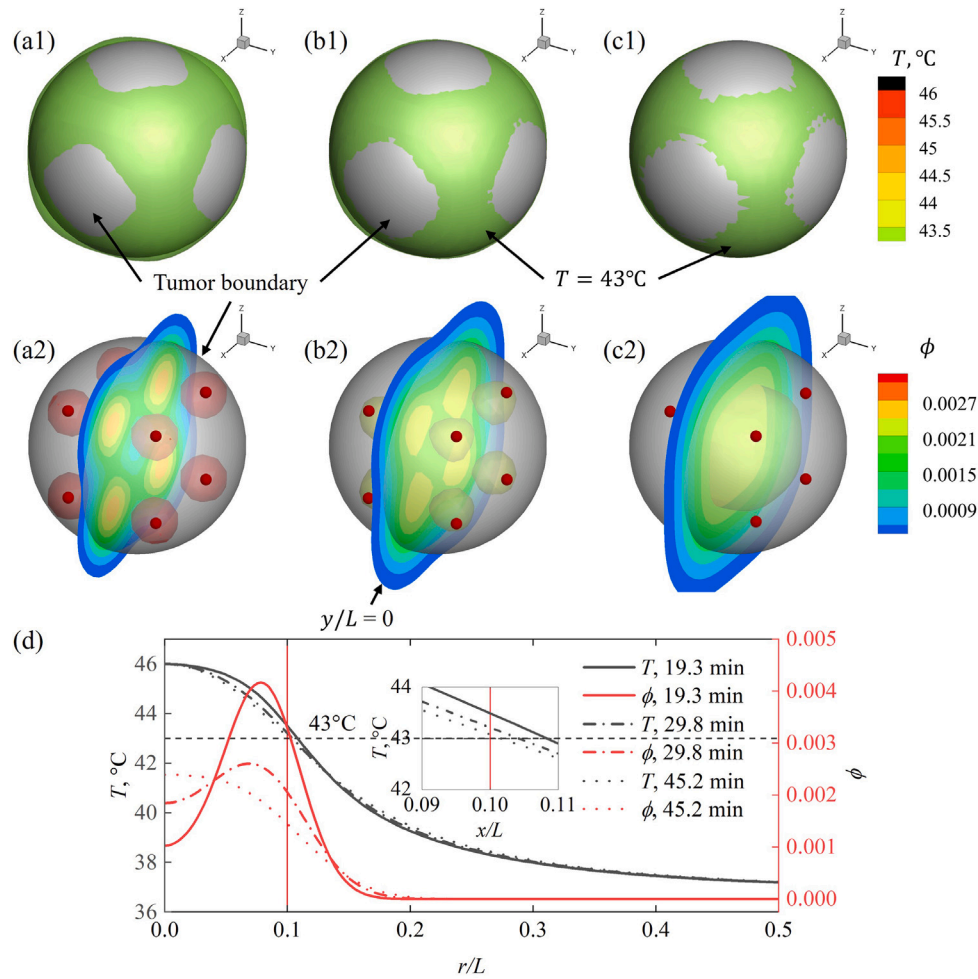 (a1)
Z
X
Y
(b1)
Z
X
Y
(c1)
Z
X
Y
T, °C
46
45.5
45
44.5
44
43.5
Tumor boundary
T = 43℃
(a2)
Z
X
Y
(b2)
Z
X
Y
(c2)
Z
X
Y
ϕ
0.0027
0.0021
0.0015
0.0009
y/L = 0
(d)
46
44
42
40
38
36
T, °C
43°C
44
43
42
T, °C
0.09
0.10
0.11
x/L
T, 19.3 min
ϕ, 19.3 min
T, 29.8 min
ϕ, 29.8 min
T, 45.2 min
ϕ, 45.2 min
0.005
0.004
0.003
0.002
0.001
0.000
ϕ
0.0
0.1
0.2
0.3
0.4
0.5
r/L